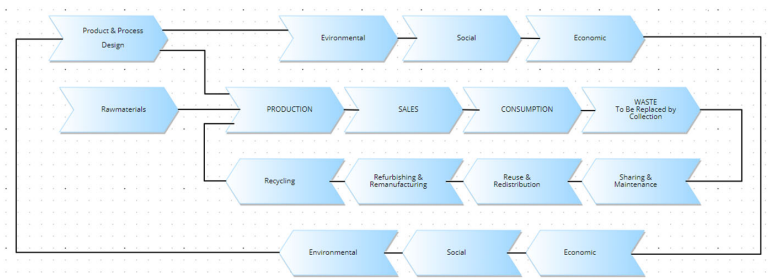 Product & Process
Design
Evironmental
Social
Economic
Rawmaterials
PRODUCTION
SALES
CONSUMPTION
WASTE
To Be Replaced by
Collection
Recycling
Refurbishing &
Remanufacturing
Reuse &
Redistribution
Sharing &
Maintenance
Environmental
Social
Economic